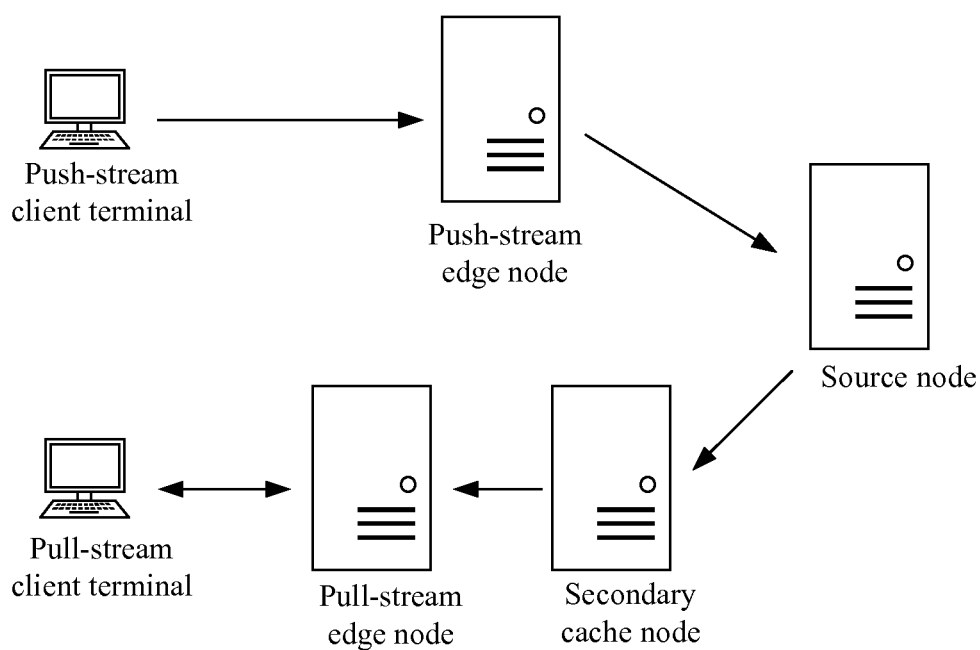 Push-stream
client terminal
Push-stream
edge node
Source node
Pull-stream
client terminal
Pull-stream
edge node
Secondary
cache node